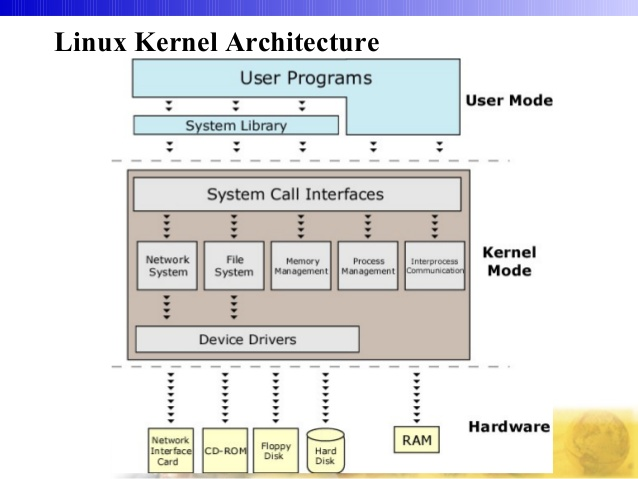 Linux Kernel Architecture
User Programs
User Mode
System Library
System Call Interfaces
Network
System
File
System
Memory
Management
Process
Management
Interprocess
Communication
Kernel
Mode
Device Drivers
Hardware
Network
Interface
Card
CD-ROM
Floppy
Disk
Hard
Disk
RAM